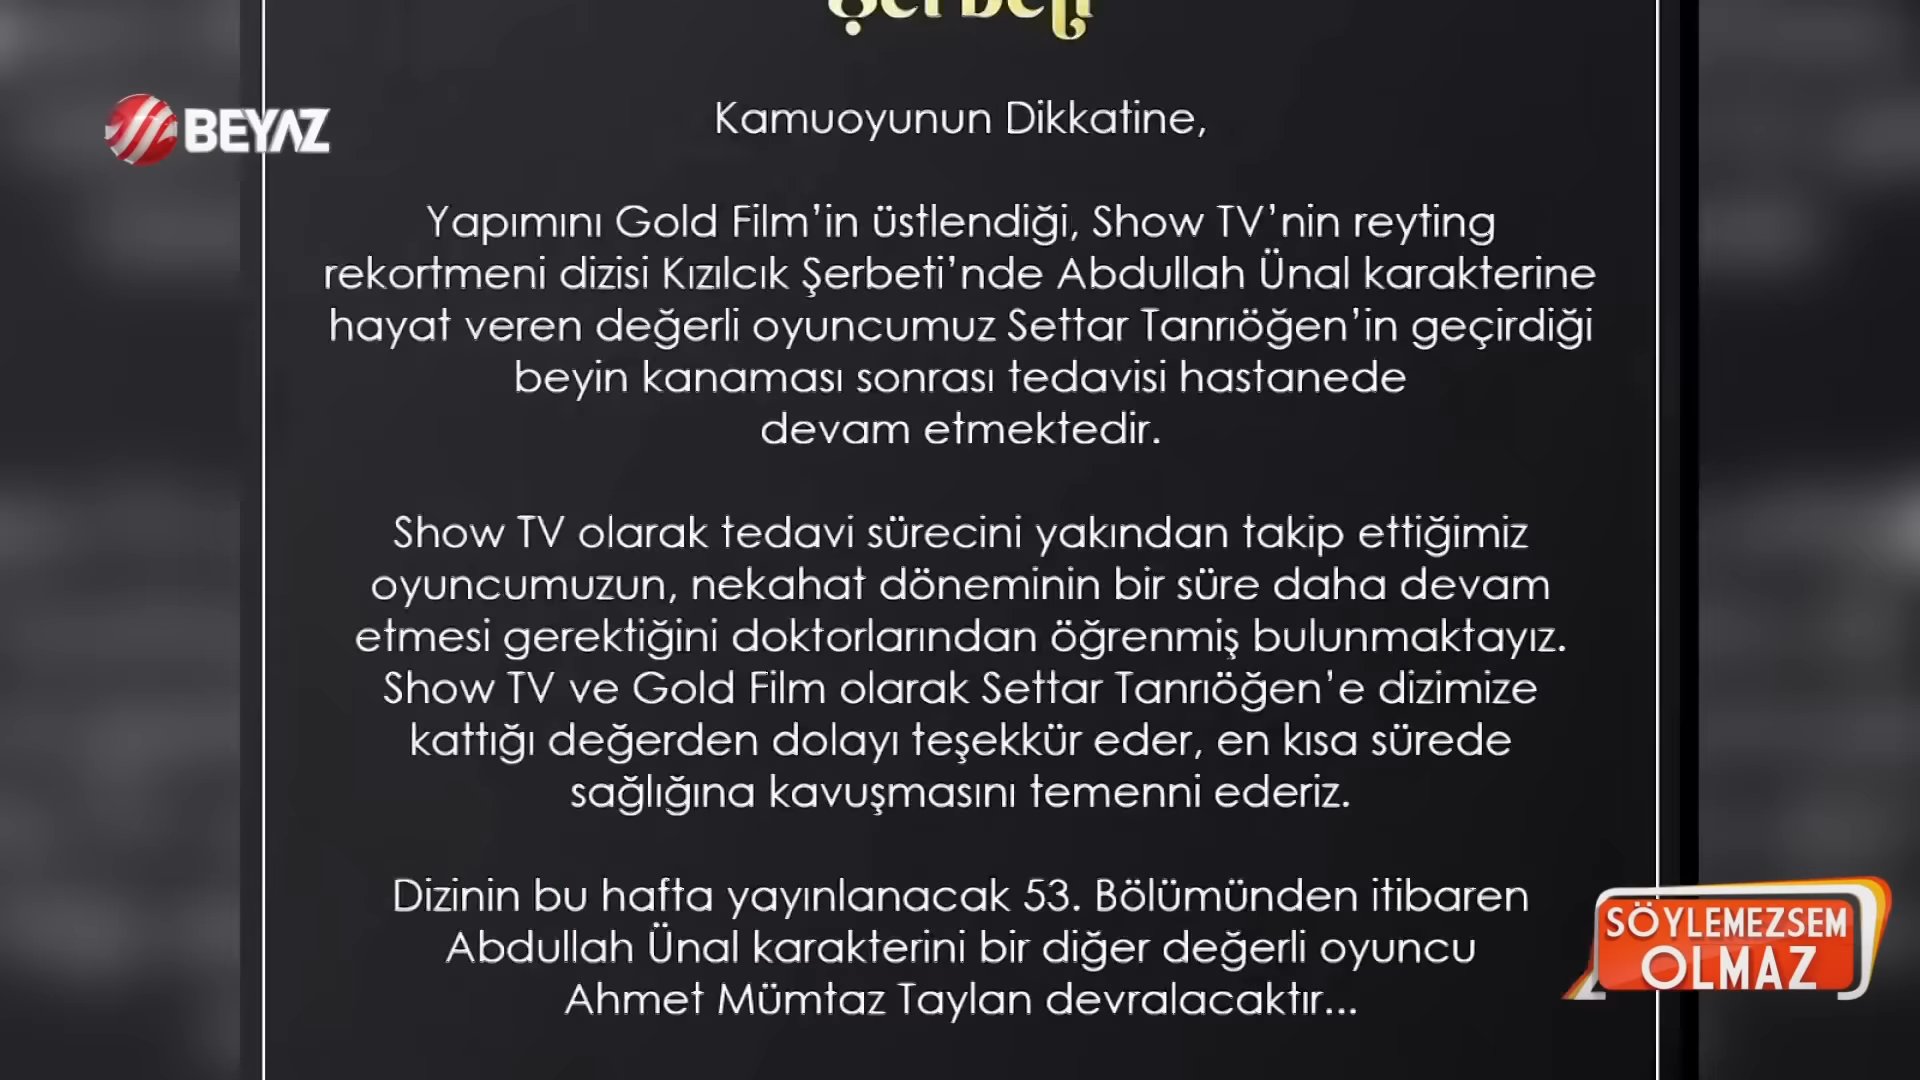 Şerbeti
BEYAZ
Kamuoyunun Dikkatine,
Yapımını Gold Film’in üstlendiği, Show TV’nin reyting
rekortmeni dizisi Kızılcık Şerbeti’nde Abdullah Ünal karakterine
hayat veren değerli oyuncumuz Settar Tanrıöğen’in geçirdiği
beyin kanaması sonrası tedavisi hastanede
devam etmektedir.
Show TV olarak tedavi sürecini yakından takip ettiğimiz
oyuncumuzun, nekahat döneminin bir süre daha devam
etmesi gerektiğini doktorlarından öğrenmiş bulunmaktayız.
Show TV ve Gold Film olarak Settar Tanrıöğen’e dizimize
kattığı değerden dolayı teşekkür eder, en kısa sürede
sağlığına kavuşmasını temenni ederiz.
Dizinin bu hafta yayınlanacak 53. Bölümünden itibaren
Abdullah Ünal karakterini bir diğer değerli oyuncu
Ahmet Mümtaz Taylan devralacaktır...
SÖYLEMEZSEM
OLMAZ